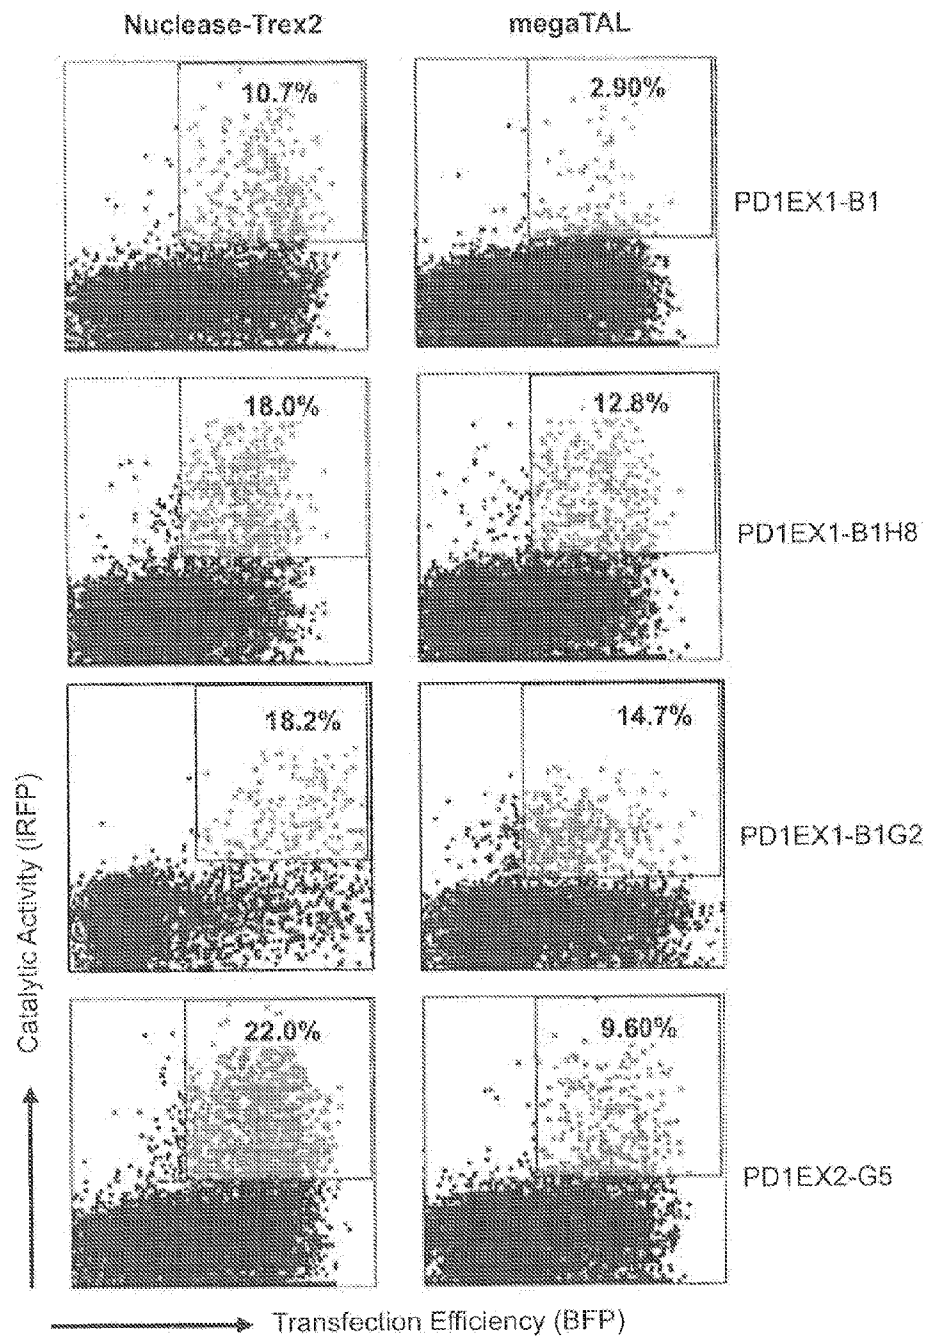 Nuclease-Trex2 megaTAL
10.7% 2.90%
PD1EX1-B1
18.0% 12.8%
PD1EX1-B1H8
18.2% 14.7%
PD1EX1-B1G2
22.0% 9.60%
PD1EX2-G5
Catalytic Activity (IRFP)
Transfection Efficiency (BFP)